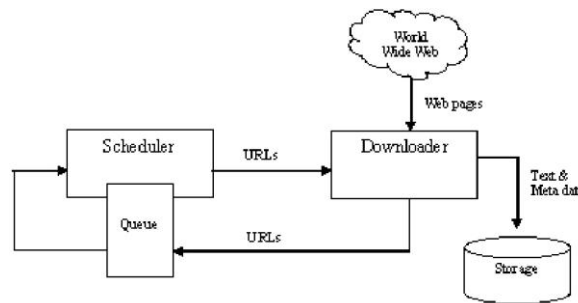 World
Wide Web
Web pages
Scheduler
URLs
Downloader
Text &
Meta dat
Queue
URLs
Storage